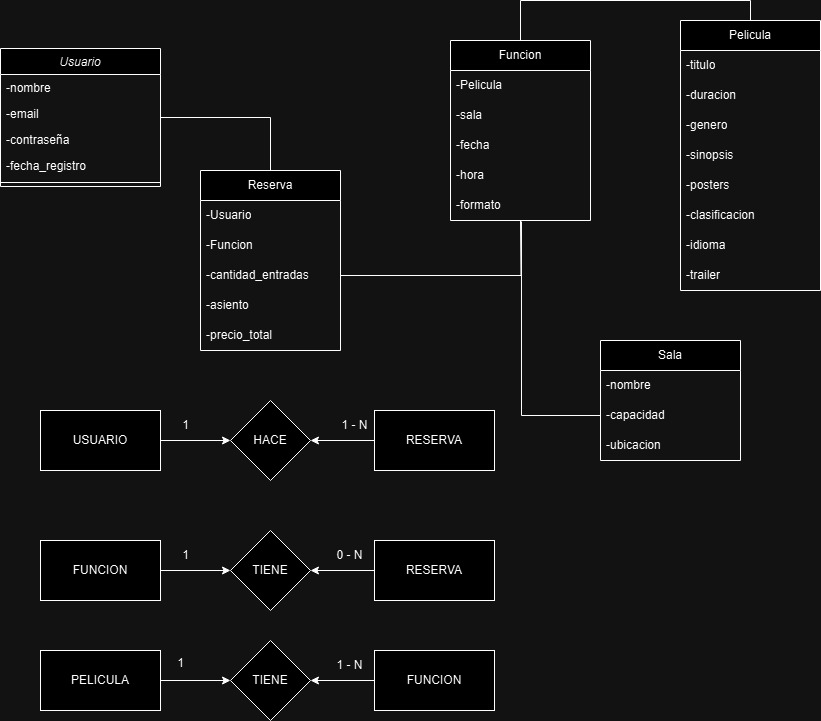 Usuario
-nombre
-email
-contraseña
-fecha_registro
Reserva
-Usuario
-Funcion
-cantidad_entradas
-asiento
-precio_total
Funcion
-Pelicula
-sala
-fecha
-hora
-formato
Pelicula
-titulo
-duracion
-genero
-sinopsis
-posters
-clasificacion
-idioma
-trailer
Sala
-nombre
-capacidad
-ubicacion
USUARIO
1
HACE
1 - N
RESERVA
FUNCION
1
TIENE
0 - N
RESERVA
PELICULA
1
TIENE
1 - N
FUNCION